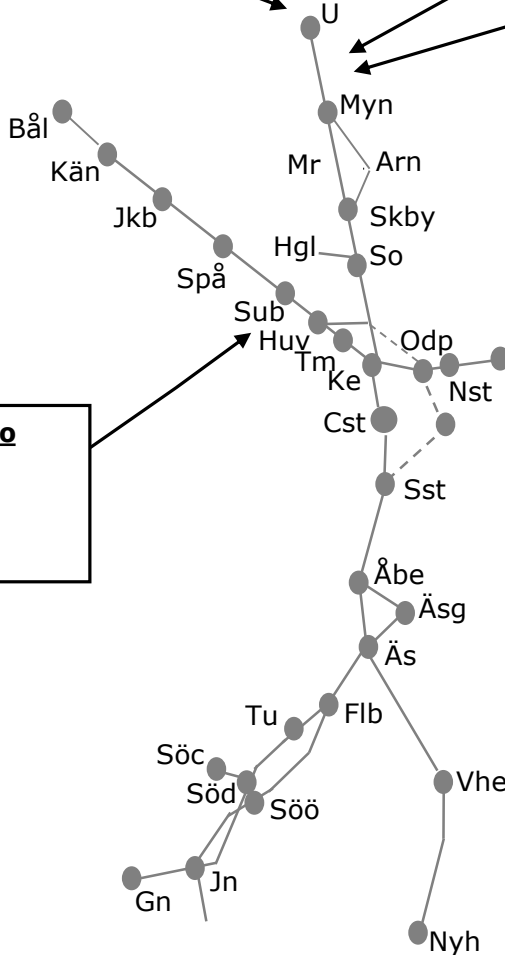 U
Myn
Bål
Kän
Mr
Arn
Jkb
Skby
Hgl
So
Spå
Sub
Huv
Odp
Tm
Ke
Nst
Cst
o
Sst
Åbe
Äsg
Äs
Tu
Flb
Söc
Söd
Vhe
Söö
Jn
Gn
Nyh